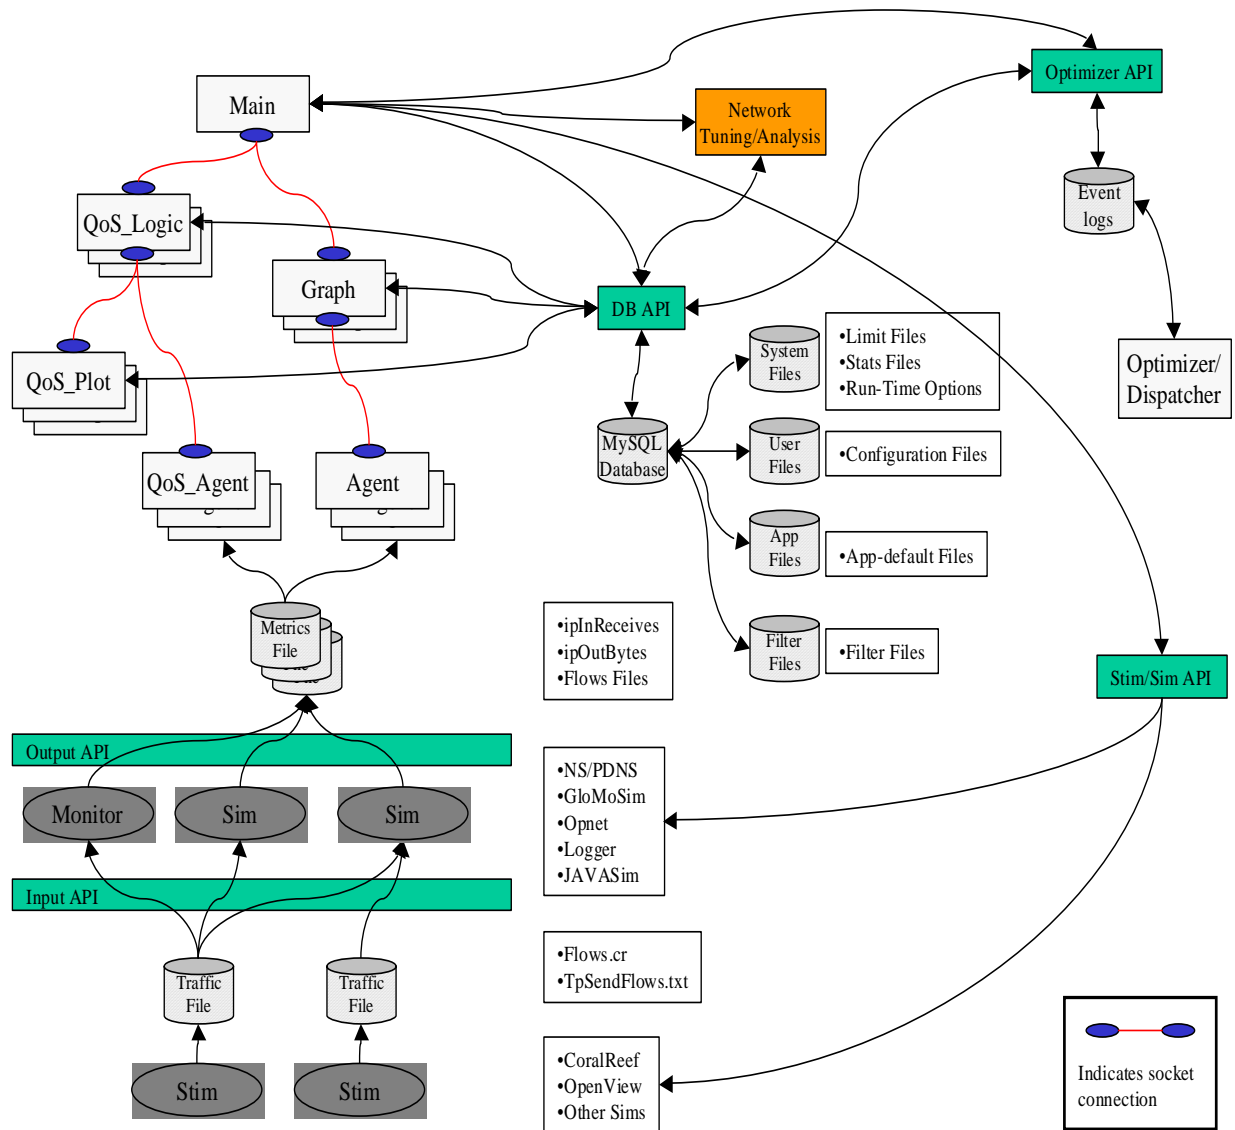 Main
Network
Tuning/Analysis
Optimizer API
Event
logs
QoS_Logic
Graph
DB API
QoS_Plot
System
Files
•Limit Files
•Stats Files
•Run-Time Options
Optimizer/
Dispatcher
MySQL
Database
User
Files
•Configuration Files
QoS_Agent
Agent
App
Files
•App-default Files
Metrics
File
•ipInReceives
•ipOutBytes
•Flows Files
Filter
Files
•Filter Files
Stim/Sim API
Output API
Monitor
Sim
Sim
•NS/PDNS
•GloMoSim
•Opnet
•Logger
•JAVASim
Input API
Traffic
File
Traffic
File
•Flows.cr
•TpSendFlows.txt
Stim
Stim
•CoralReef
•OpenView
•Other Sims
Indicates socket
connection